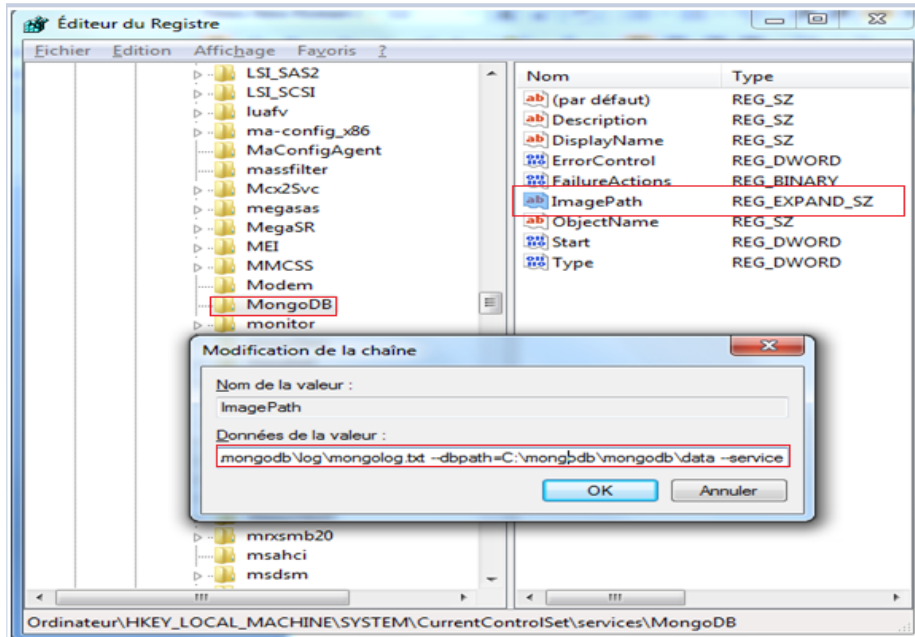 Éditeur du Registre
Fichier Edition Affichage Favoris ?
LSI_SAS2
LSI_SCSI
luafv
ma-config_x86
MaConfigAgent
massfilter
Mcx2Svc
megasas
MegaSR
MEI
MMCSS
Modem
MongoDB
monitor
Nom Type
(par défaut) REG_SZ
Description REG_SZ
DisplayName REG_SZ
ErrorControl REG_DWORD
FailureActions REG_BINARY
ImagePath REG_EXPAND_SZ
ObjectName REG_SZ
Start REG_DWORD
Type REG_DWORD
Modification de la chaîne
Nom de la valeur :
ImagePath
Données de la valeur :
mongodb\log\mongolog.txt --dbpath=C:\mongodb\mongodb\data --service
OK Annuler
mrxsmb20
msahci
msdsm
Ordinateur\HKEY_LOCAL_MACHINE\SYSTEM\CurrentControlSet\services\MongoDB